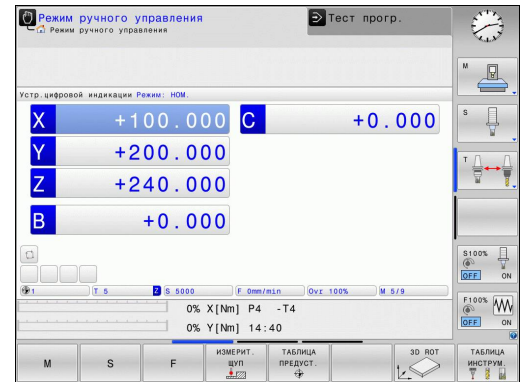 Режим ручного управления
Тест прогр.
Режим ручного управления
Устр.цифровой индикации Режим: НОМ.
X +100.000 C +0.000
Y +200.000
Z +240.000
B +0.000
M
S
T
1 T 5 Z S 5000 F 0mm/min Ovr 100% M 5/9
0% X[Nm] P4 -T4
0% Y[Nm] 14:40
S100%
OFF ON
F100%
OFF ON
M
S
F
ИЗМЕРИТ. ЩУП
ТАБЛИЦА ПРЕДУСТ.
3D ROT
ТАБЛИЦА ИНСТРУМ.